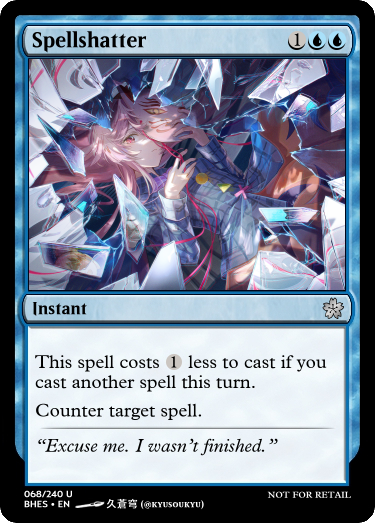 Spellshatter 1
Instant
This spell costs 1 less to cast if you
cast another spell this turn.
Counter target spell.
“Excuse me. I wasn’t finished.”
068/240 U
NOT FOR RETAIL
BHES • EN 久蒼穹 (@KYUSOUKYU)